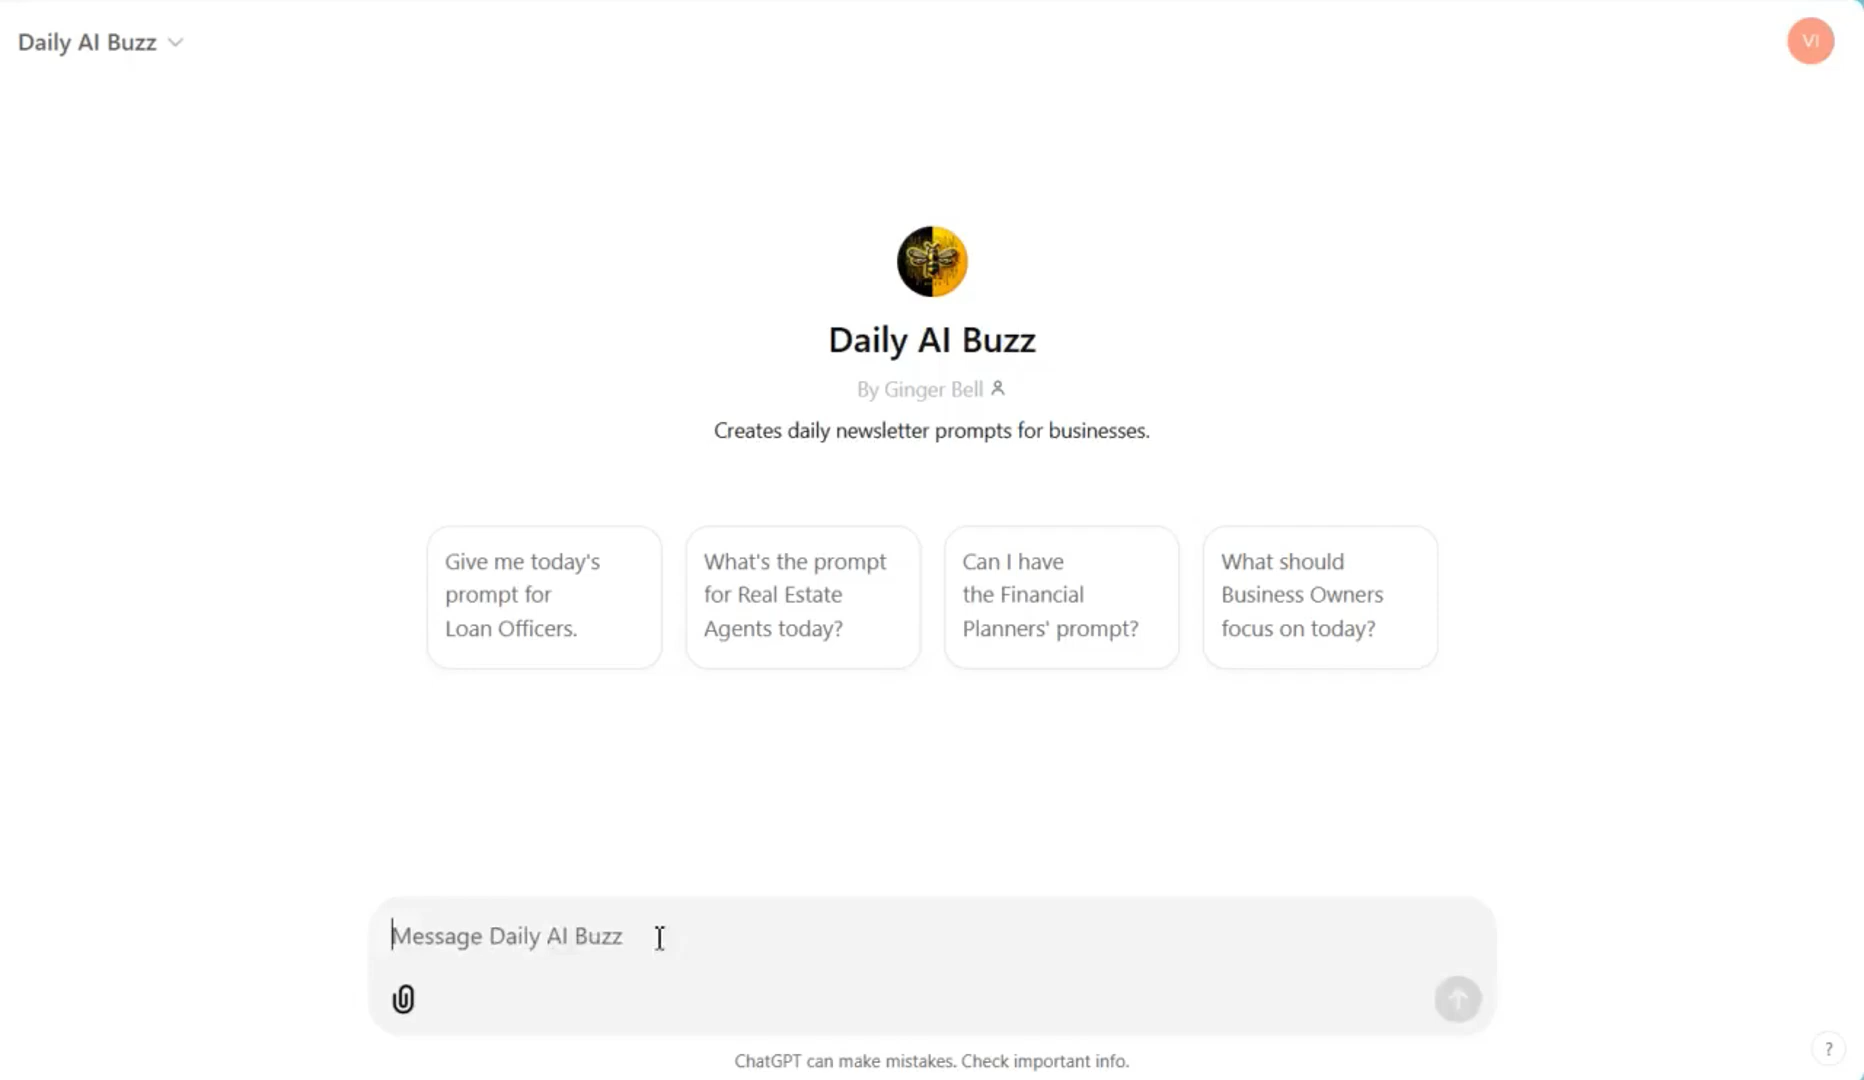 Daily AI Buzz
VI
Daily AI Buzz
By Ginger Bell
Creates daily newsletter prompts for businesses.
Give me today's
prompt for
Loan Officers.
What's the prompt
for Real Estate
Agents today?
Can I have
the Financial
Planners' prompt?
What should
Business Owners
focus on today?
Message Daily AI Buzz
ChatGPT can make mistakes. Check important info.
?